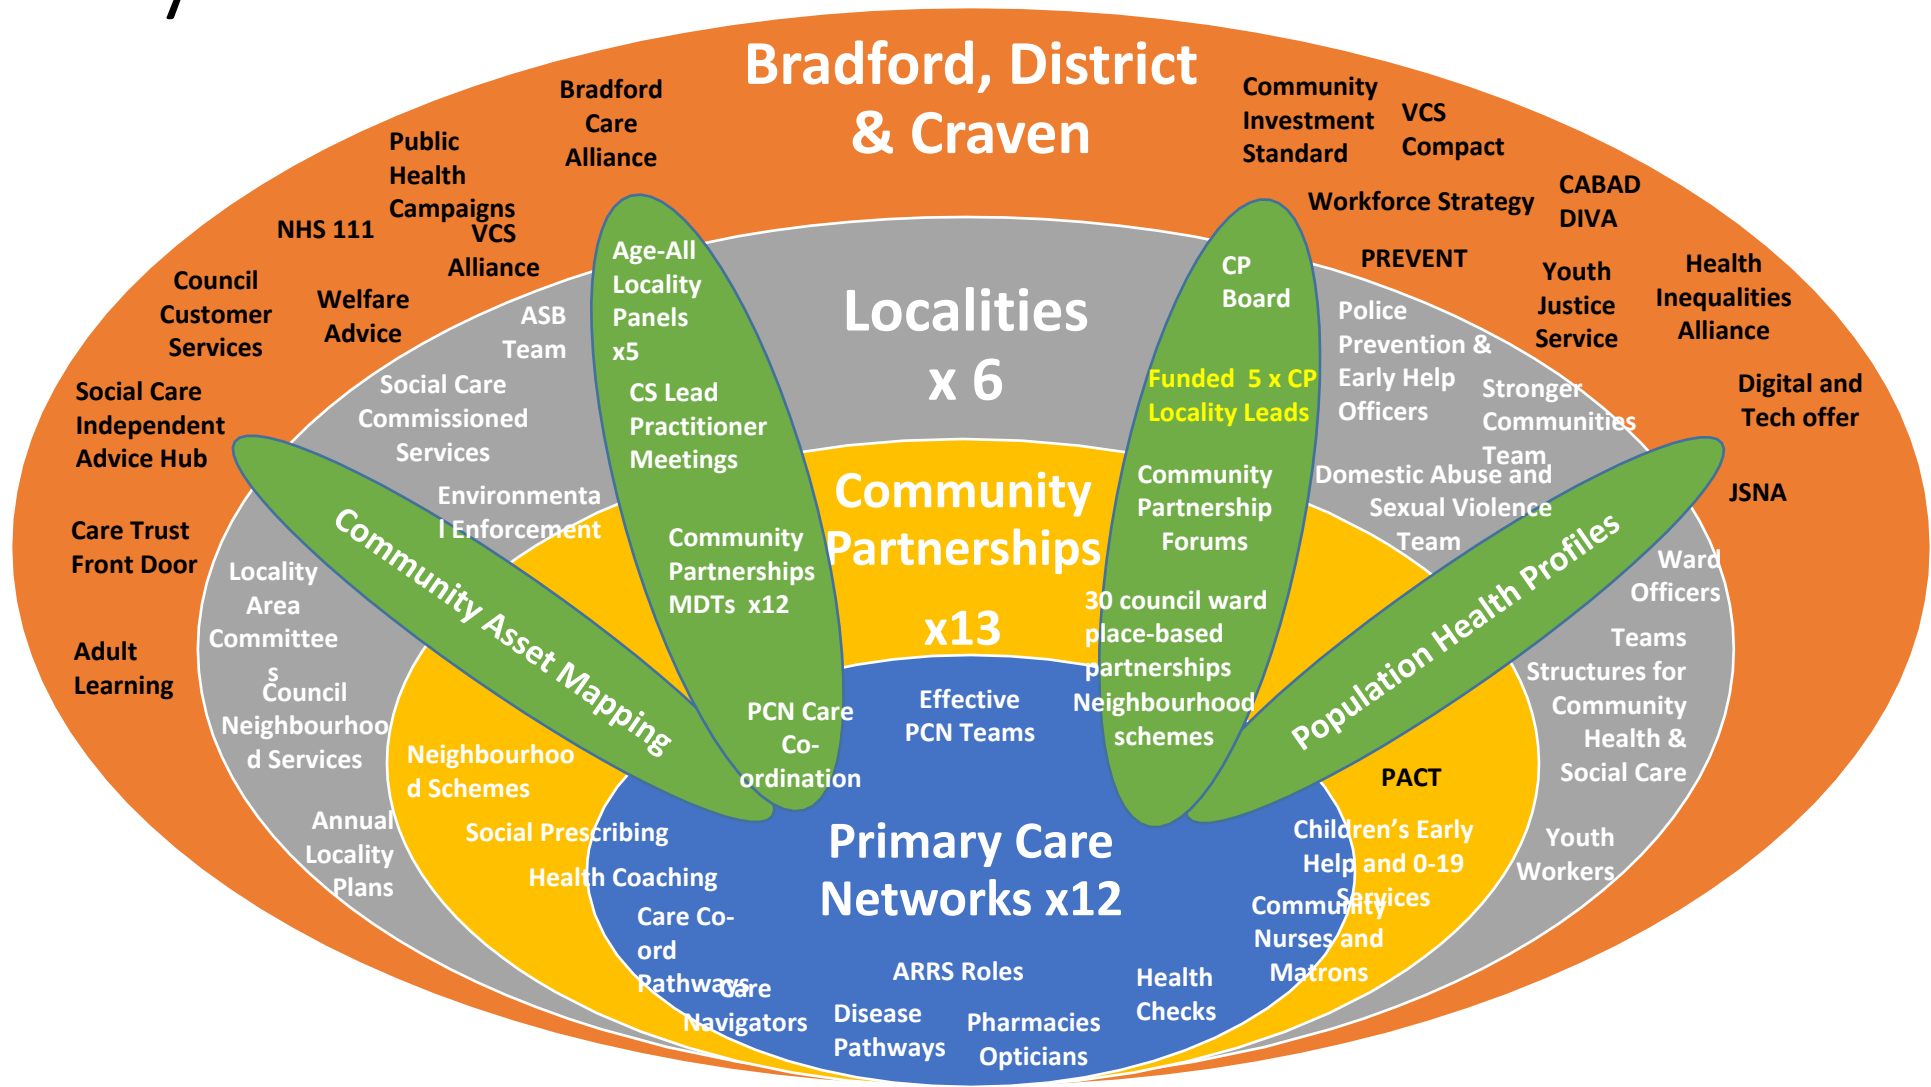 Bradford, District
& Craven
Bradford
Care
Alliance
Public
Health
Campaigns
NHS 111
VCS
Alliance
Council
Customer
Services
Welfare
Advice
Social Care
Independent
Advice Hub
Care Trust
Front Door
Adult
Learning
Community
Investment
Standard
VCS
Compact
Workforce Strategy
CABAD
DIVA
PREVENT
Youth
Justice
Service
Health
Inequalities
Alliance
Digital and
Tech offer
JSNA
Localities
x 6
ASB
Team
Social Care
Commissioned
Services
Environmenta
l Enforcement
Locality
Area
Committee
s
Council
Neighbourhoo
d Services
Annual
Locality
Plans
Police
Prevention &
Early Help
Officers
Stronger
Communities
Team
Domestic Abuse and
Sexual Violence
Team
Ward
Officers
Teams
Structures for
Community
Health &
Social Care
Youth
Workers
Age-All
Locality
Panels
x5
CS Lead
Practitioner
Meetings
Community
Partnerships
MDTs x12
PCN Care
Co-
ordination
CP
Board
Funded 5 x CP
Locality Leads
Community
Partnership
Forums
30 council ward
place-based
partnerships
Neighbourhood
schemes
Community Asset Mapping
Population Health Profiles
Community
Partnerships
x13
Neighbourhoo
d Schemes
Social Prescribing
Health Coaching
PACT
Children's Early
Help and 0-19
Services
Community
Nurses and
Matrons
Effective
PCN Teams
Primary Care
Networks x12
Care Co-
ord
Pathways
Care
Navigators
ARRS Roles
Disease
Pathways
Pharmacies
Opticians
Health
Checks